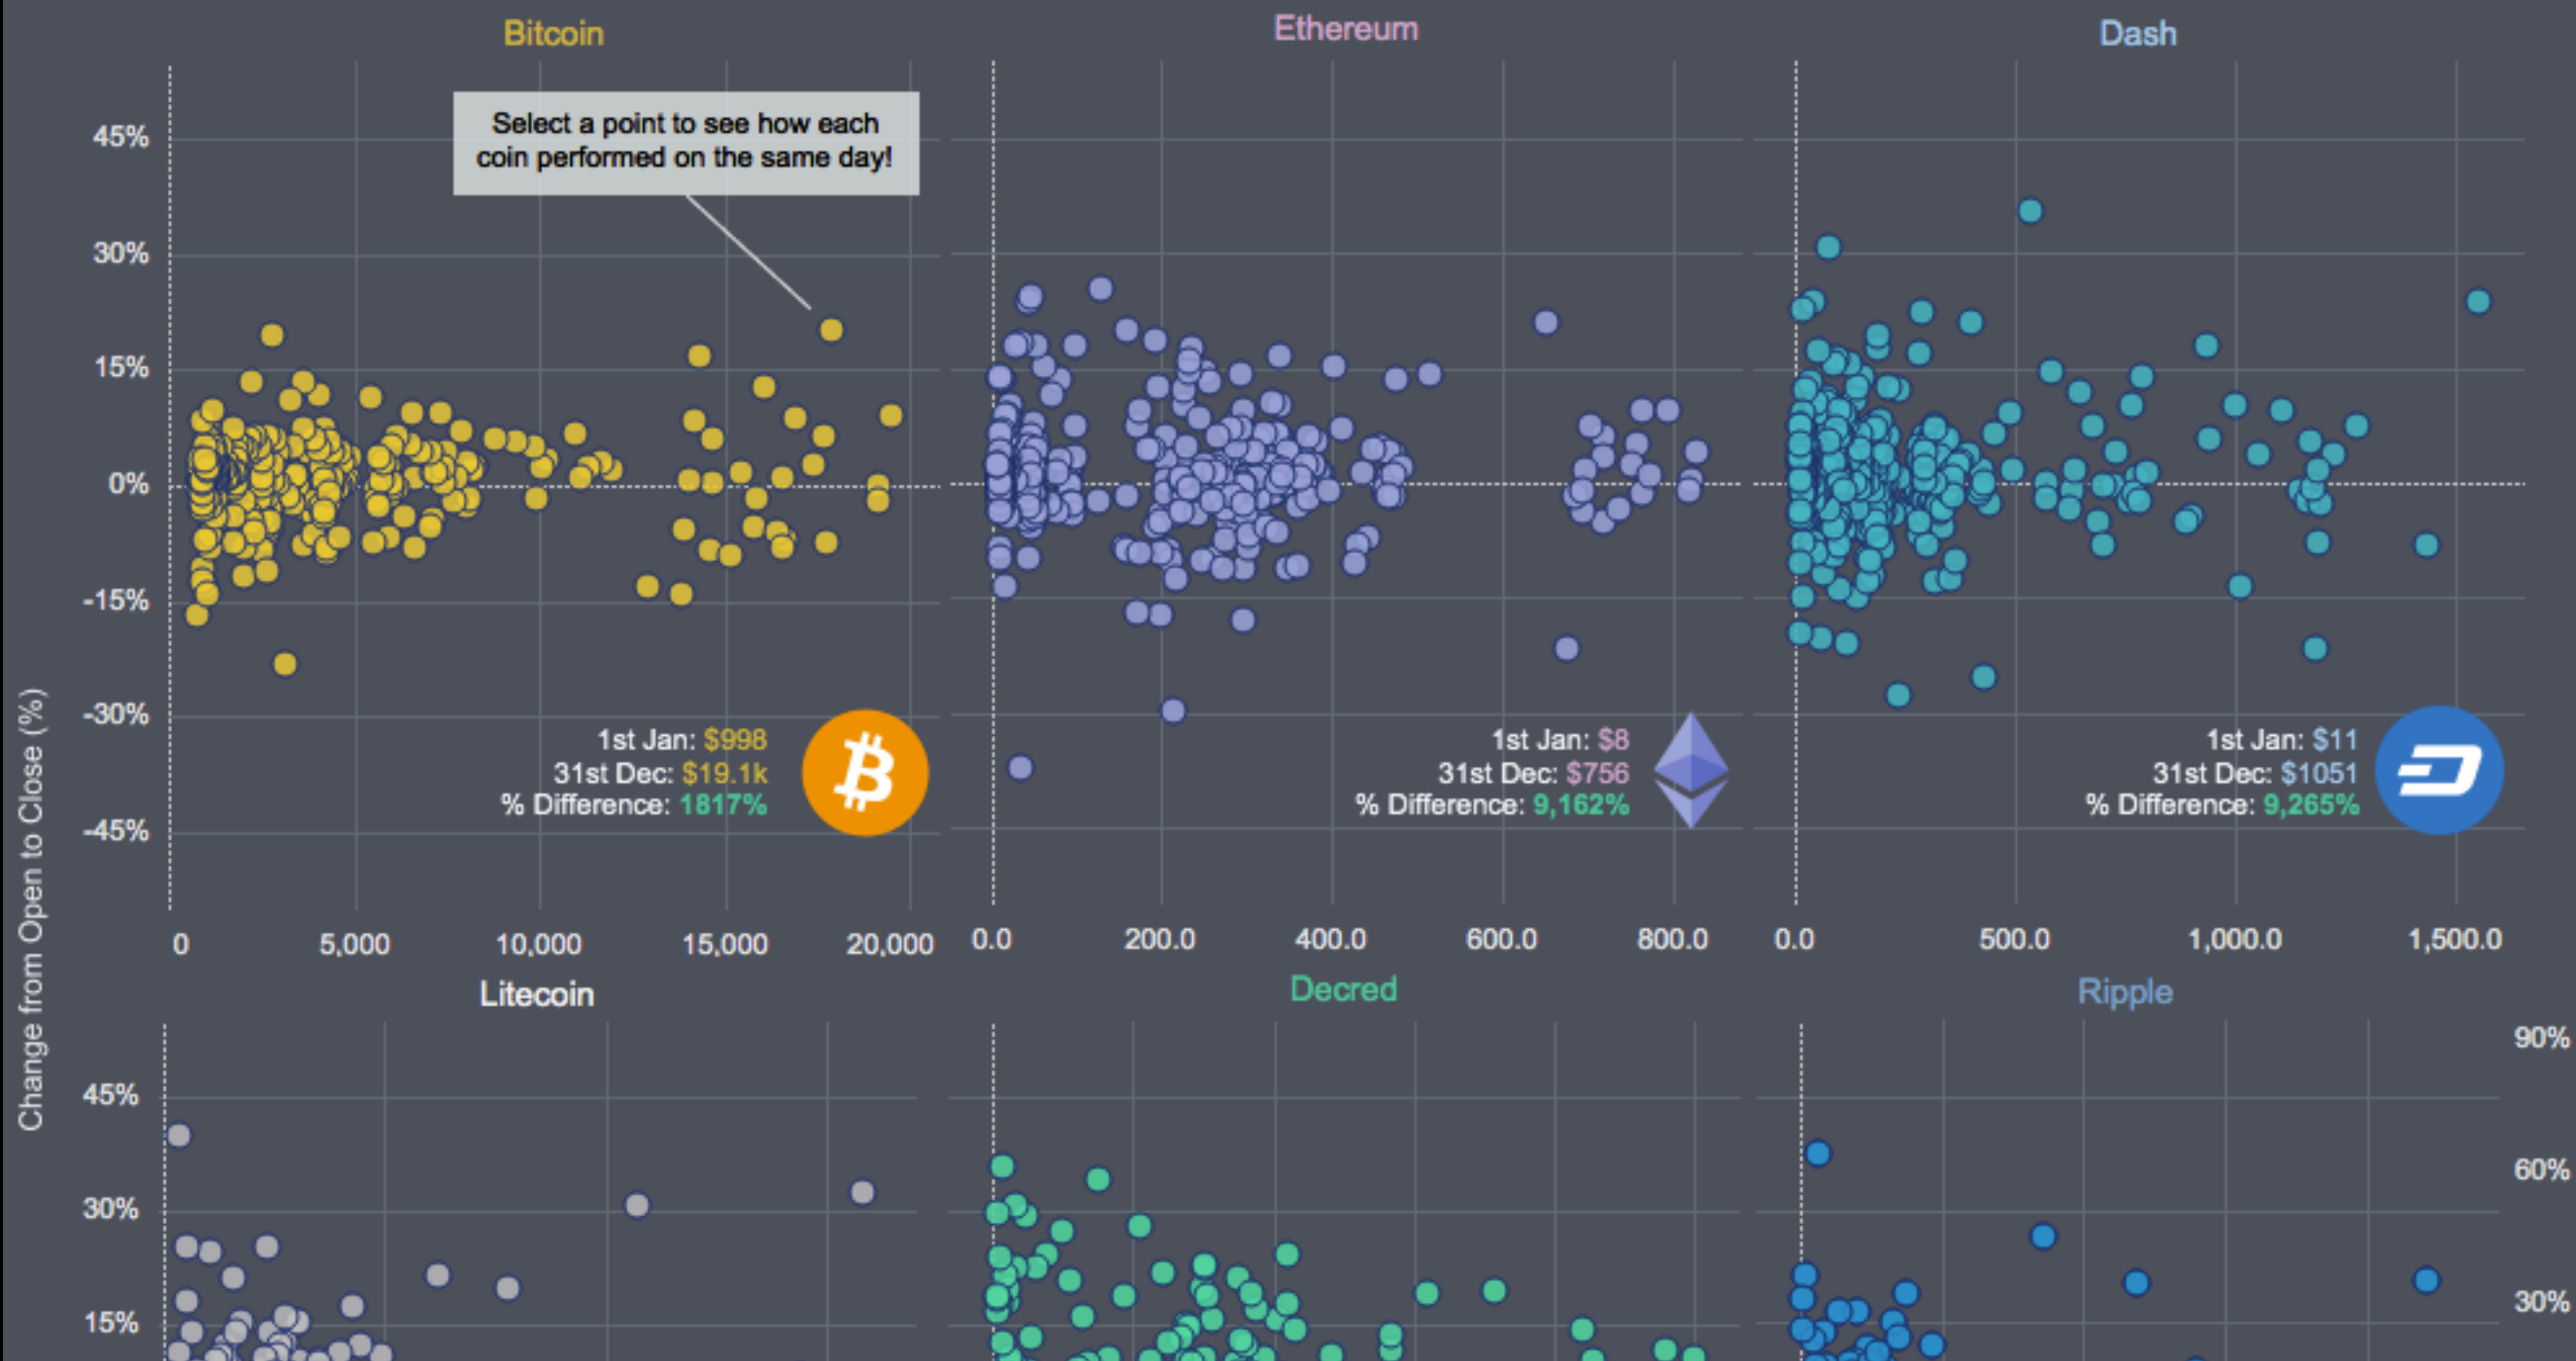 Bitcoin
Ethereum
Dash
Select a point to see how each
coin performed on the same day!
45%
30%
15%
0%
-15%
-30%
-45%
Change from Open to Close (%)
1st Jan: $998
31st Dec: $19.1k
% Difference: 1817%
1st Jan: $8
31st Dec: $756
% Difference: 9,162%
1st Jan: $11
31st Dec: $1051
% Difference: 9,265%
0 5,000 10,000 15,000 20,000
0.0 200.0 400.0 600.0 800.0
0.0 500.0 1,000.0 1,500.0
Litecoin
Decred
Ripple
45%
30%
15%
90%
60%
30%